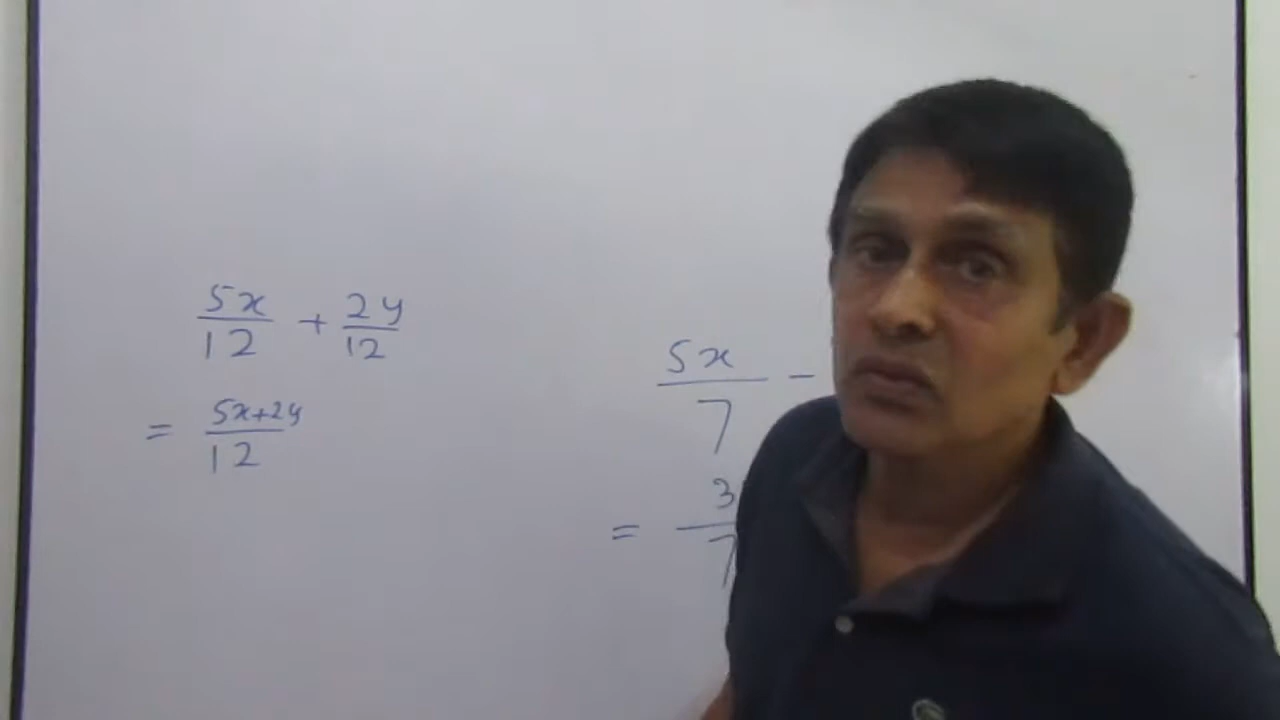 5x/12 + 2y/12
= 5x+2y/12
5x/7 -
= 3/7